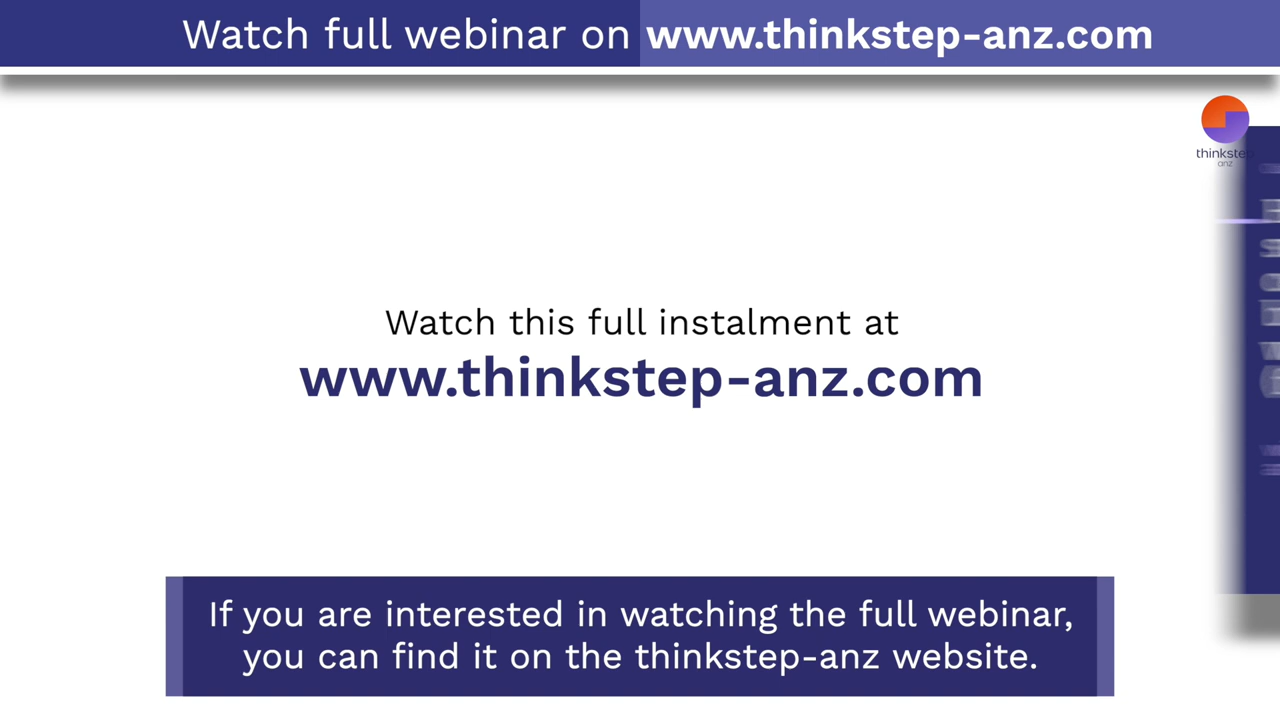 Watch full webinar on www.thinkstep-anz.com
thinkstep
anz
Watch this full instalment at
www.thinkstep-anz.com
If you are interested in watching the full webinar,
you can find it on the thinkstep-anz website.